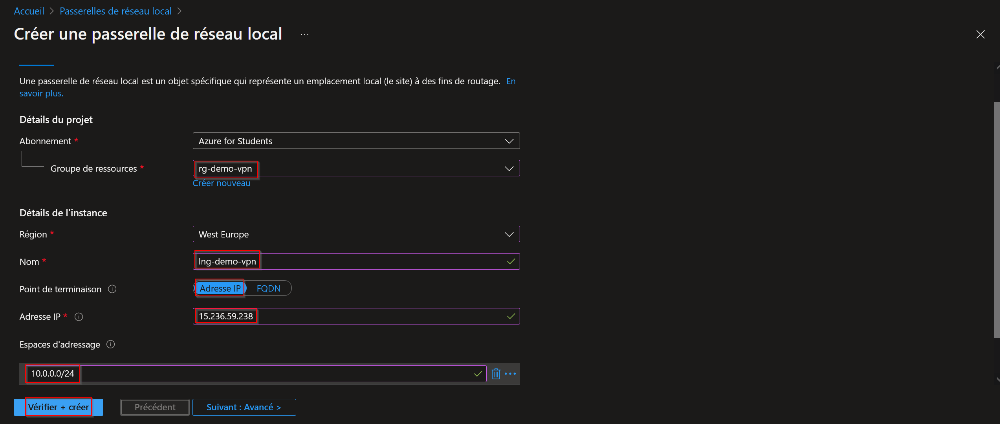 Accueil > Passerelles de réseau local >
Créer une passerelle de réseau local ...
Une passerelle de réseau local est un objet spécifique qui représente un emplacement local (le site) à des fins de routage. En
savoir plus.
Détails du projet
Abonnement *
Azure for Students
Groupe de ressources *
rg-demo-vpn
Créer nouveau
Détails de l'instance
Région *
West Europe
Nom *
lng-demo-vpn
Point de terminaison
Adresse IP FQDN
Adresse IP *
15.236.59.238
Espaces d'adressage
10.0.0.0/24
Vérifier + créer
Précédent
Suivant : Avancé >